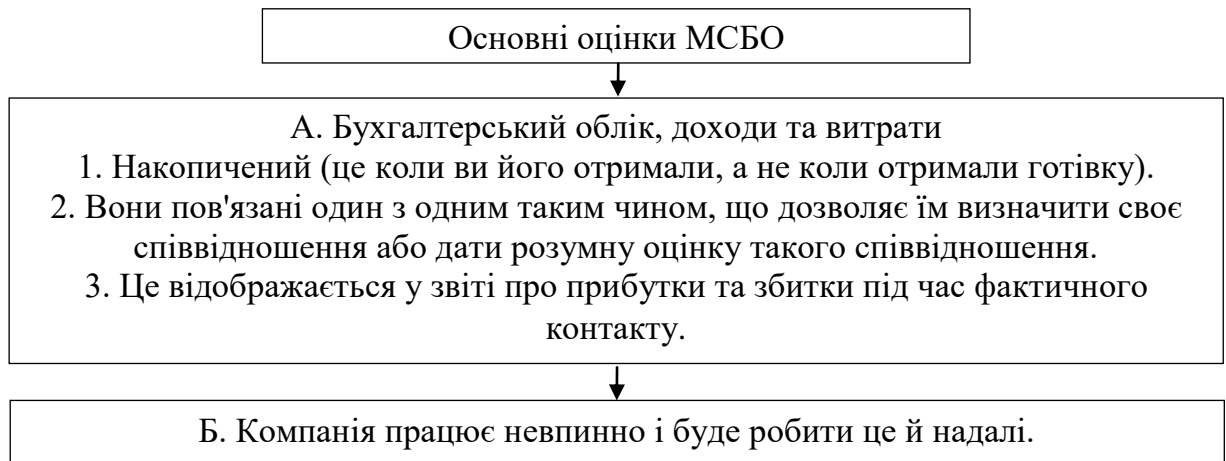 Основні оцінки МСБО
А. Бухгалтерський облік, доходи та витрати
1. Накопичений (це коли ви його отримали, а не коли отримали готівку).
2. Вони пов'язані один з одним таким чином, що дозволяє їм визначити своє
співвідношення або дати розумну оцінку такого співвідношення.
3. Це відображається у звіті про прибутки та збитки під час фактичного
контакту.
Б. Компанія працює невпинно і буде робити це й надалі.